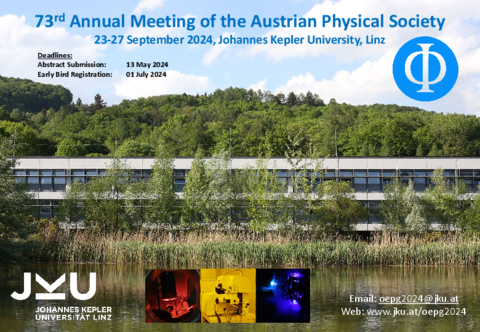 73rd Annual Meeting of the Austrian Physical Society
23-27 September 2024, Johannes Kepler University, Linz
Deadlines:
Abstract Submission: 13 May 2024
Early Bird Registration: 01 July 2024
Φ
JKU
JOHANNES KEPLER
UNIVERSITÄT LINZ
Email: oepg2024@jku.at
Web: www.jku.at/oepg2024